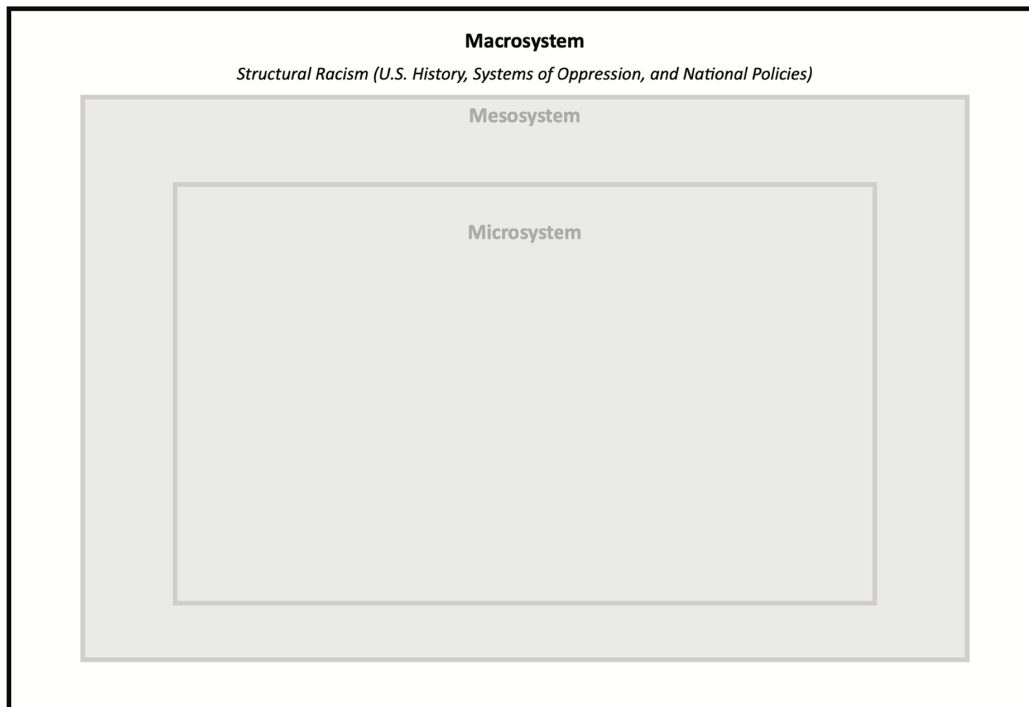 Macrosystem
Structural Racism (U.S. History, Systems of Oppression, and National Policies)
Mesosystem
Microsystem